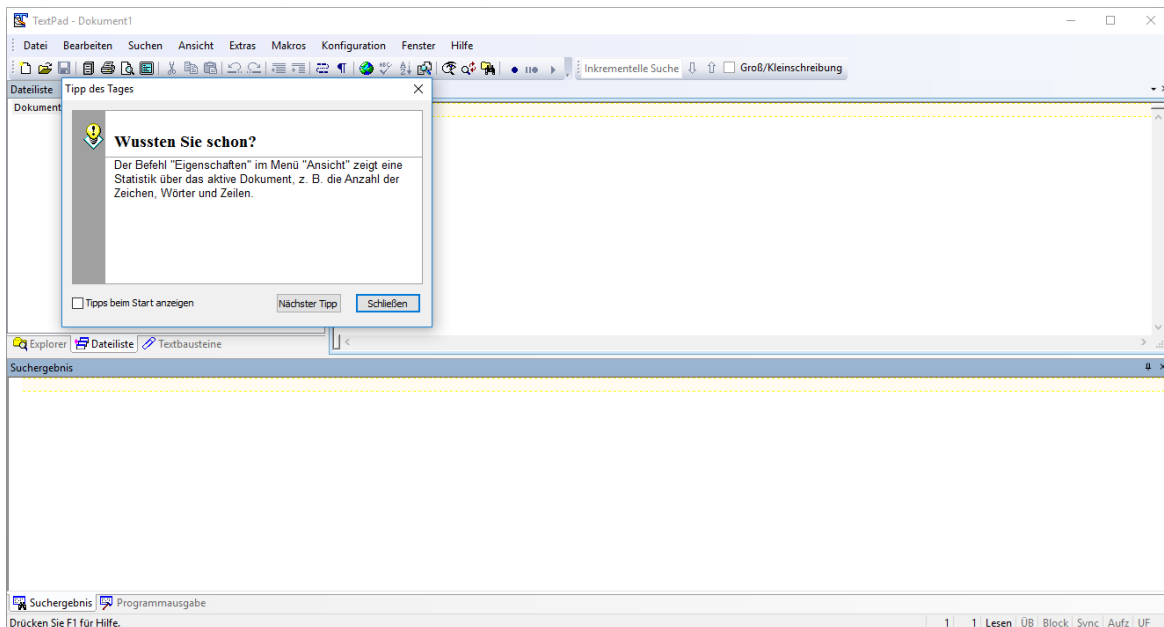 TextPad - Dokument1
Datei Bearbeiten Suchen Ansicht Extras Makros Konfiguration Fenster Hilfe
Inkrementelle Suche Groß/Kleinschreibung
Dateiliste
Tipp des Tages
Dokument
Wussten Sie schon?
Der Befehl "Eigenschaften" im Menü "Ansicht" zeigt eine
Statistik über das aktive Dokument, z. B. die Anzahl der
Zeichen, Wörter und Zeilen.
Tipps beim Start anzeigen Nächster Tipp Schließen
Explorer Dateiliste Textbausteine
Suchergebnis
Suchergebnis Programmausgabe
Drücken Sie F1 für Hilfe. 1 1 Lesen ÜB Block Sync Aufz UF